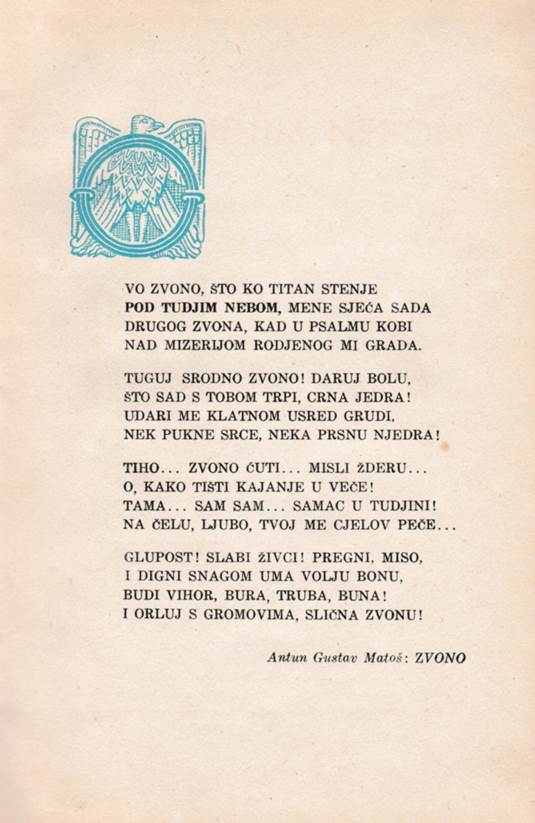 VO ZVONO, ŠTO KO TITAN STENJE
POD TUDJIM NEBOM, MENE SJEĆA SADA
DRUGOG ZVONA, KAD U PSALMU KOBI
NAD MIZERIJOM RODJENOG MI GRADA.
TUGUJ SRODNO ZVONO! DARUJ BOLU,
ŠTO SAD S TOBOM TRPI, CRNA JEDRA!
UDARI ME KLATNOM USRED GRUDI,
NEK PUKNE SRCE, NEKA PRSNU NJEDRA!
TIHO... ZVONO ĆUTI... MISLI ŽDERU...
O, KAKO TIŠTI KAJANJE U VEČE!
TAMA... SAM SAM... SAMAC U TUDJINI!
NA ČELU, LJUBO, TVOJ ME CJELOV PEČE...
GLUPOST! SLABI ŽIVCI! PREGNI, MISO,
I DIGNI SNAGOM UMA VOLJU BONU,
BUDI VIHOR, BURA, TRUBA, BUNA!
I ORLUJ S GROMOVIMA, SLIČNA ZVONU!
Antun Gustav Matoš: ZVONO